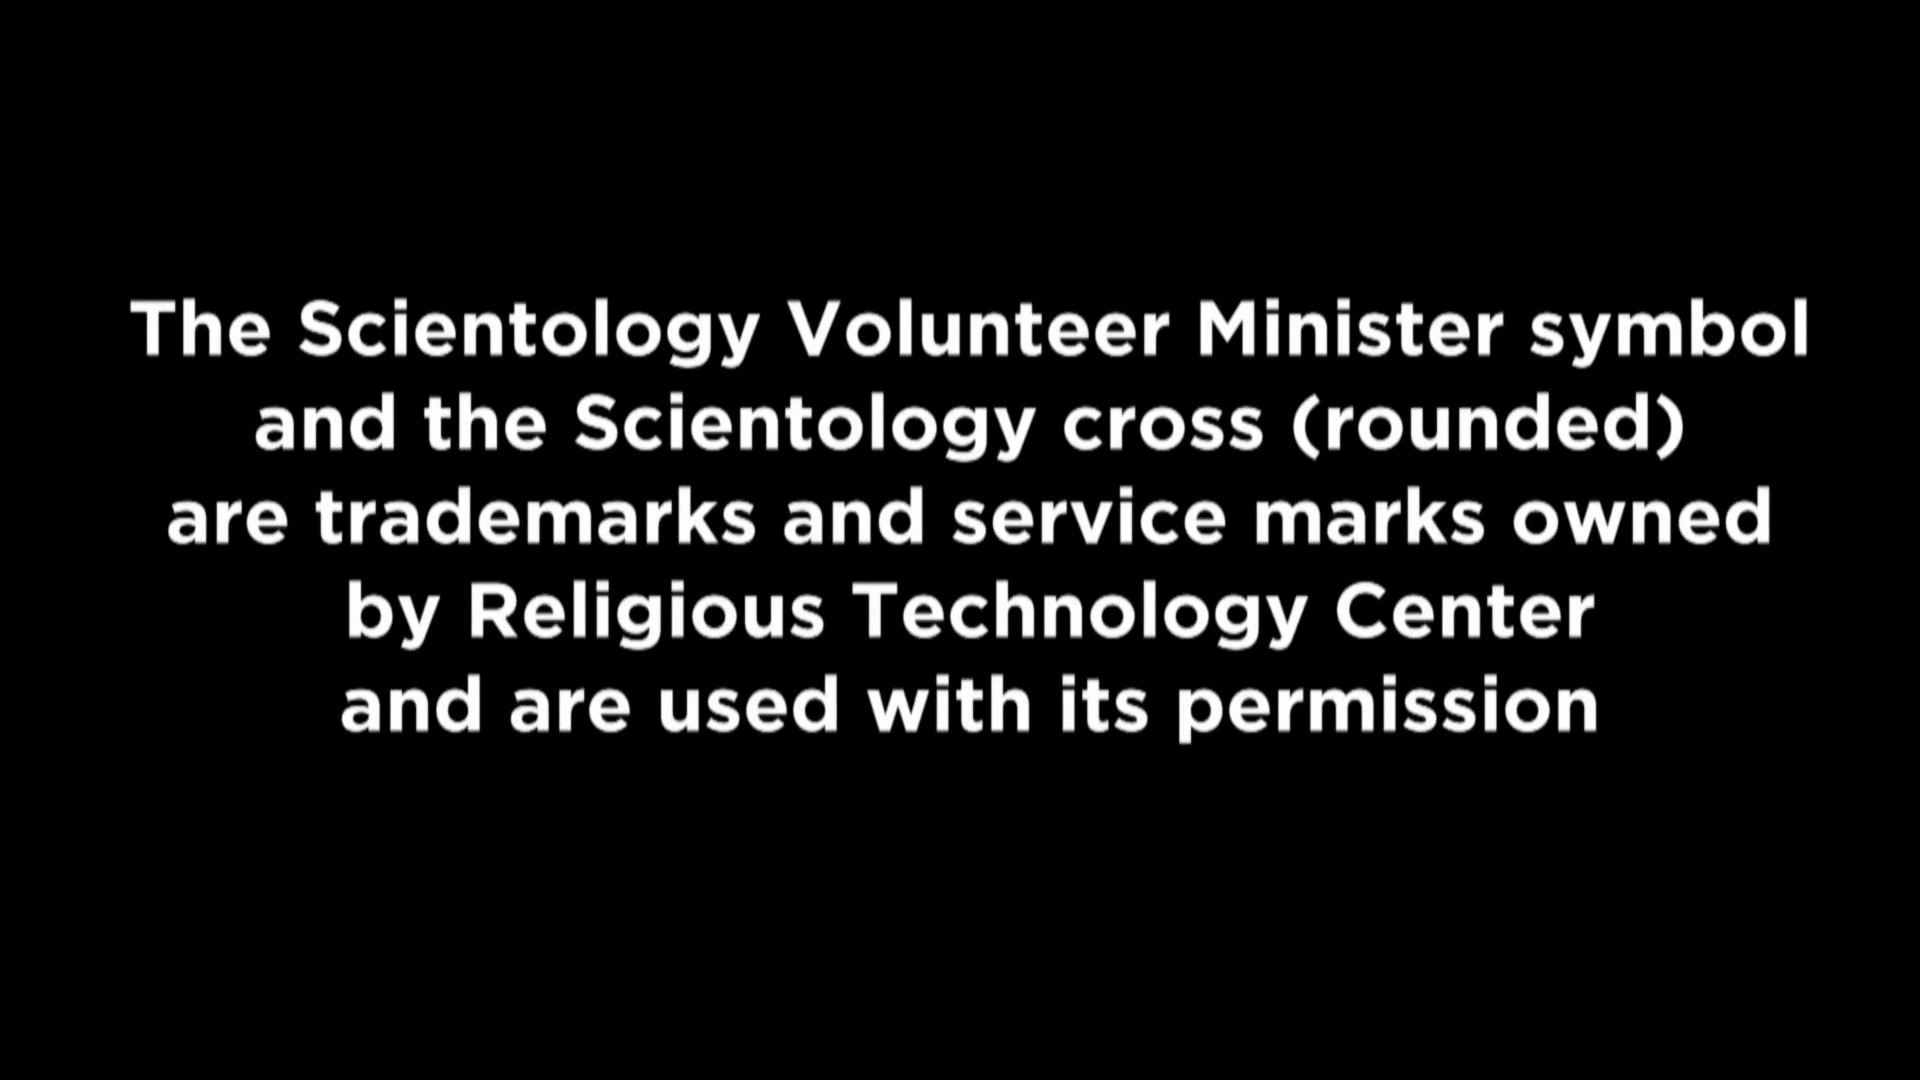 The Scientology Volunteer Minister symbol
and the Scientology cross (rounded)
are trademarks and service marks owned
by Religious Technology Center
and are used with its permission